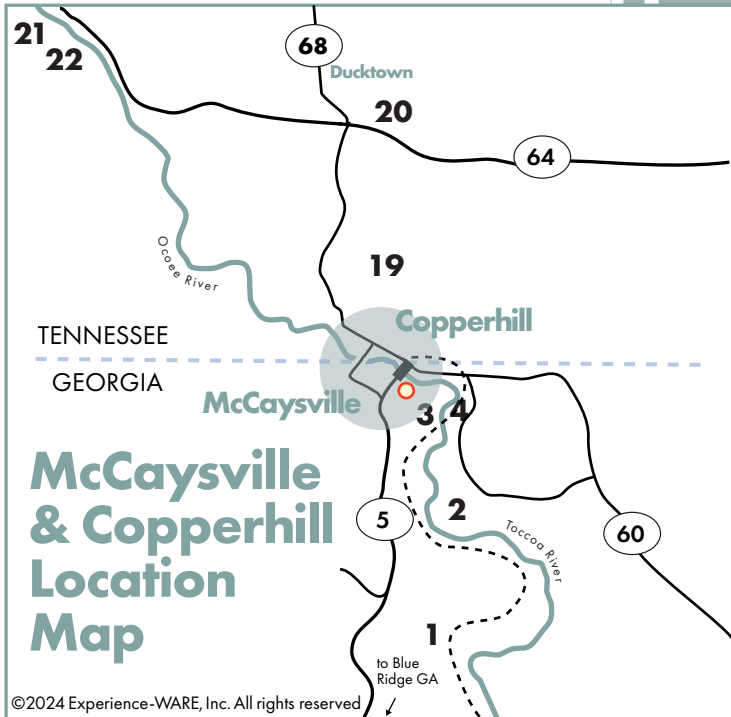 21
22
68
Ducktown
20
64
Ocoee River
19
Copperhill
TENNESSEE
GEORGIA
McCaysville
3
4
McCaysville
& Copperhill
Location
Map
5
2
Toccoa River
60
1
to Blue
Ridge GA
©2024 Experience-WARE, Inc. All rights reserved